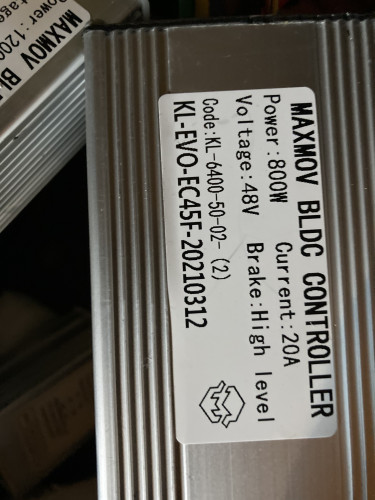 MAXMOV BLDC CONTROLLER
Power:800W Current:20A
Voltage:48V Brake:High level
Code:KL-6400-50-02-(2)
KL-EVO-EC45F-20210312
MAXMOV BL
Power:1200